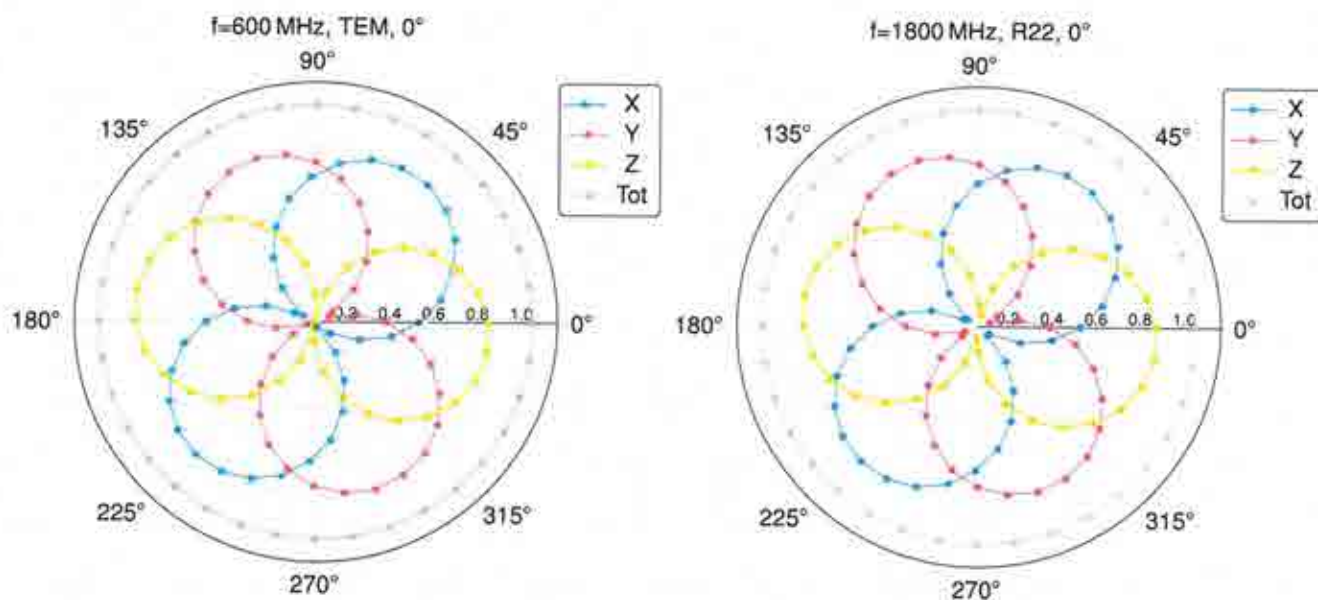 f=600 MHz, TEM, 0°
90°
135°
45°
X
Y
Z
Tot
180°
0.2 0.4 0.6 0.8 1.0
0°
225°
315°
270°
f=1800 MHz, R22, 0°
90°
135°
45°
X
Y
Z
Tot
180°
0.4 0.6 0.8 1.0
0°
225°
315°
270°